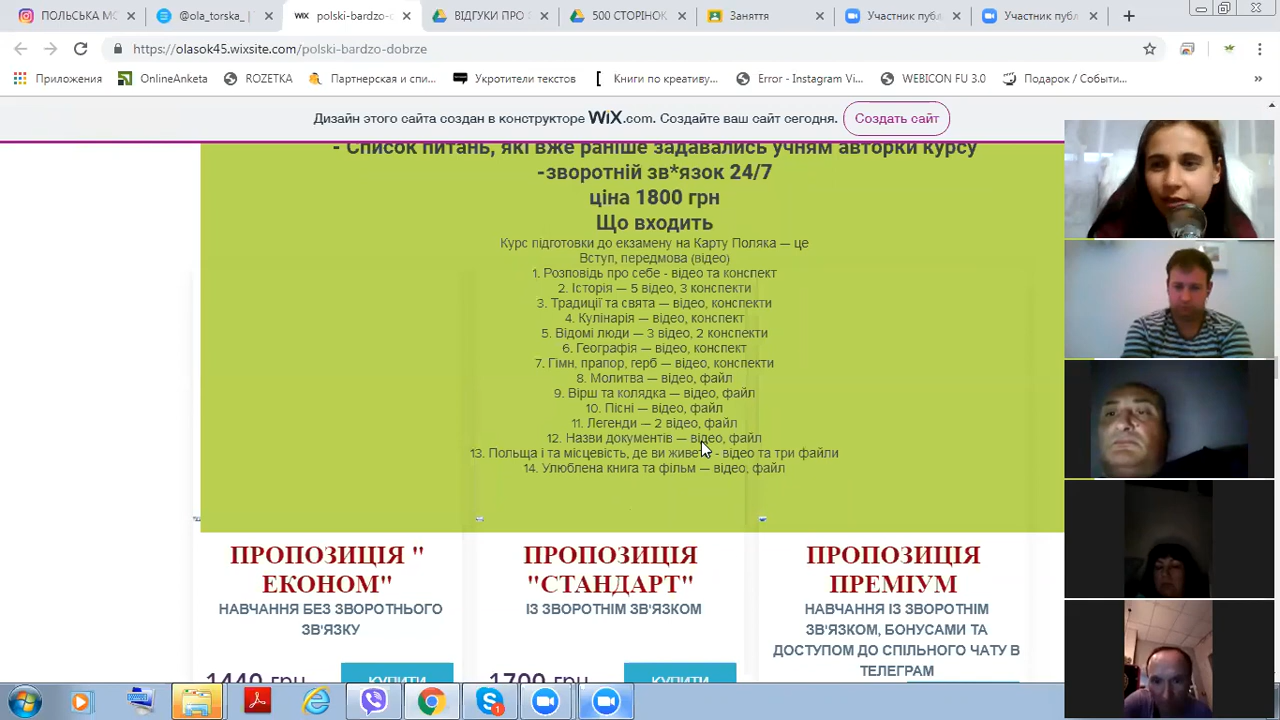 ПОЛЬСЬКА МО
@ola_torska_
polski-bardzo-d
ВІДГУКИ ПРО
500 СТОРІНОК
Заняття
Участник публ
Участник публ
https://olasok45.wixsite.com/polski-bardzo-dobrze
Приложения
OnlineAnketa
ROZETKA
Партнерская и спи...
Укротители текстов
Книги по креативу...
Error - Instagram Vi...
WEBICON FU 3.0
Подарок / Событи...
Дизайн этого сайта создан в конструкторе WiX.com. Создайте ваш сайт сегодня.
Создать сайт
- Список питань, які вже раніше задавались учням авторки курсу
-зворотній зв*язок 24/7
ціна 1800 грн
Що входить
Курс підготовки до екзамену на Карту Поляка — це
Вступ, передмова (відео)
1. Розповідь про себе - відео та конспект
2. Історія — 5 відео, 3 конспекти
3. Традиції та свята — відео, конспекти
4. Кулінарія — відео, конспект
5. Відомі люди — 3 відео, 2 конспекти
6. Географія — відео, конспект
7. Гімн, прапор, герб — відео, конспекти
8. Молитва — відео, файл
9. Вірш та колядка — відео, файл
10. Пісні — відео, файл
11. Легенди — 2 відео, файл
12. Назви документів — відео, файл
13. Польща і та місцевість, де ви живете - відео та три файли
14. Улюблена книга та фільм — відео, файл
ПРОПОЗИЦІЯ "
ЕКОНОМ"
НАВЧАННЯ БЕЗ ЗВОРОТНЬОГО
ЗВ'ЯЗКУ
1440 грн
КУПИТИ
ПРОПОЗИЦІЯ
"СТАНДАРТ"
ІЗ ЗВОРОТНІМ ЗВ'ЯЗКОМ
1700 грн
КУПИТИ
ПРОПОЗИЦІЯ
ПРЕМІУМ
НАВЧАННЯ ІЗ ЗВОРОТНІМ
ЗВ'ЯЗКОМ, БОНУСАМИ ТА
ДОСТУПОМ ДО СПІЛЬНОГО ЧАТУ В
ТЕЛЕГРАМ